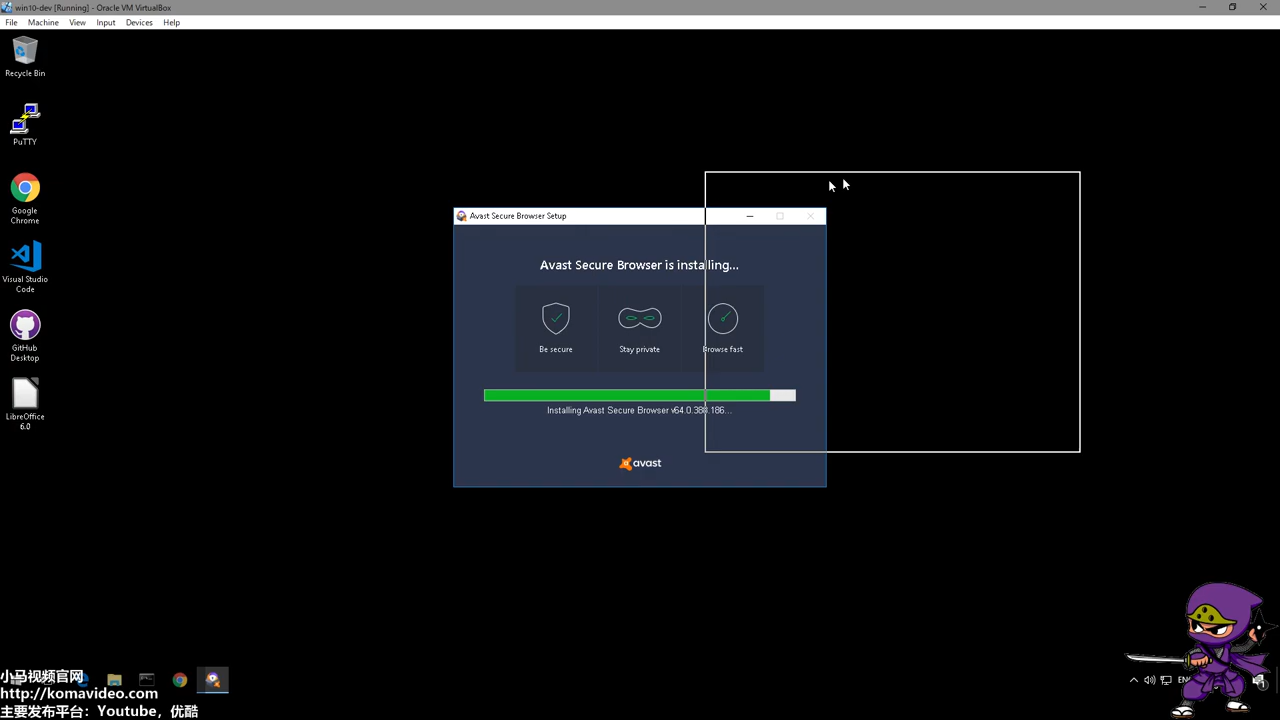 win10-dev [Running] - Oracle VM VirtualBox
File Machine View Input Devices Help
Recycle Bin
PuTTY
Google
Chrome
Visual Studio
Code
GitHub
Desktop
LibreOffice
6.0
Avast Secure Browser Setup
Avast Secure Browser is installing...
Be secure
Stay private
Browse fast
Installing Avast Secure Browser v64.0.388.186...
avast
小马视频官网
http://komavideo.com
主要发布平台：Youtube，优酷